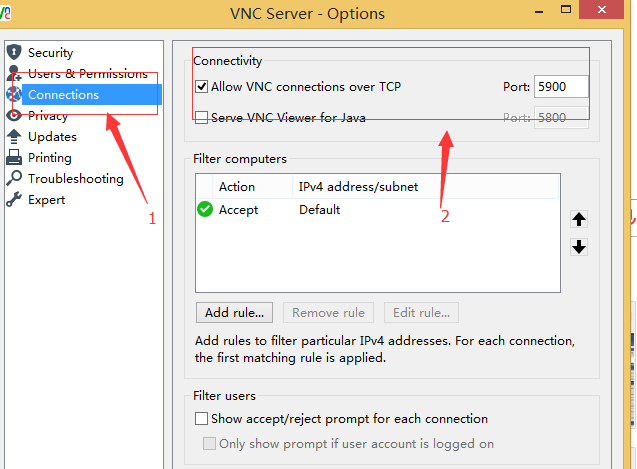 VNC Server - Options
Security
Users & Permissions
Connections
Privacy
Updates
Printing
Troubleshooting
Expert
1
Connectivity
Allow VNC connections over TCP Port: 5900
Serve VNC Viewer for Java Port: 5800
2
Filter computers
Action IPv4 address/subnet
Accept Default
Add rule... Remove rule Edit rule...
Add rules to filter particular IPv4 addresses. For each connection,
the first matching rule is applied.
Filter users
Show accept/reject prompt for each connection
Only show prompt if user account is logged on